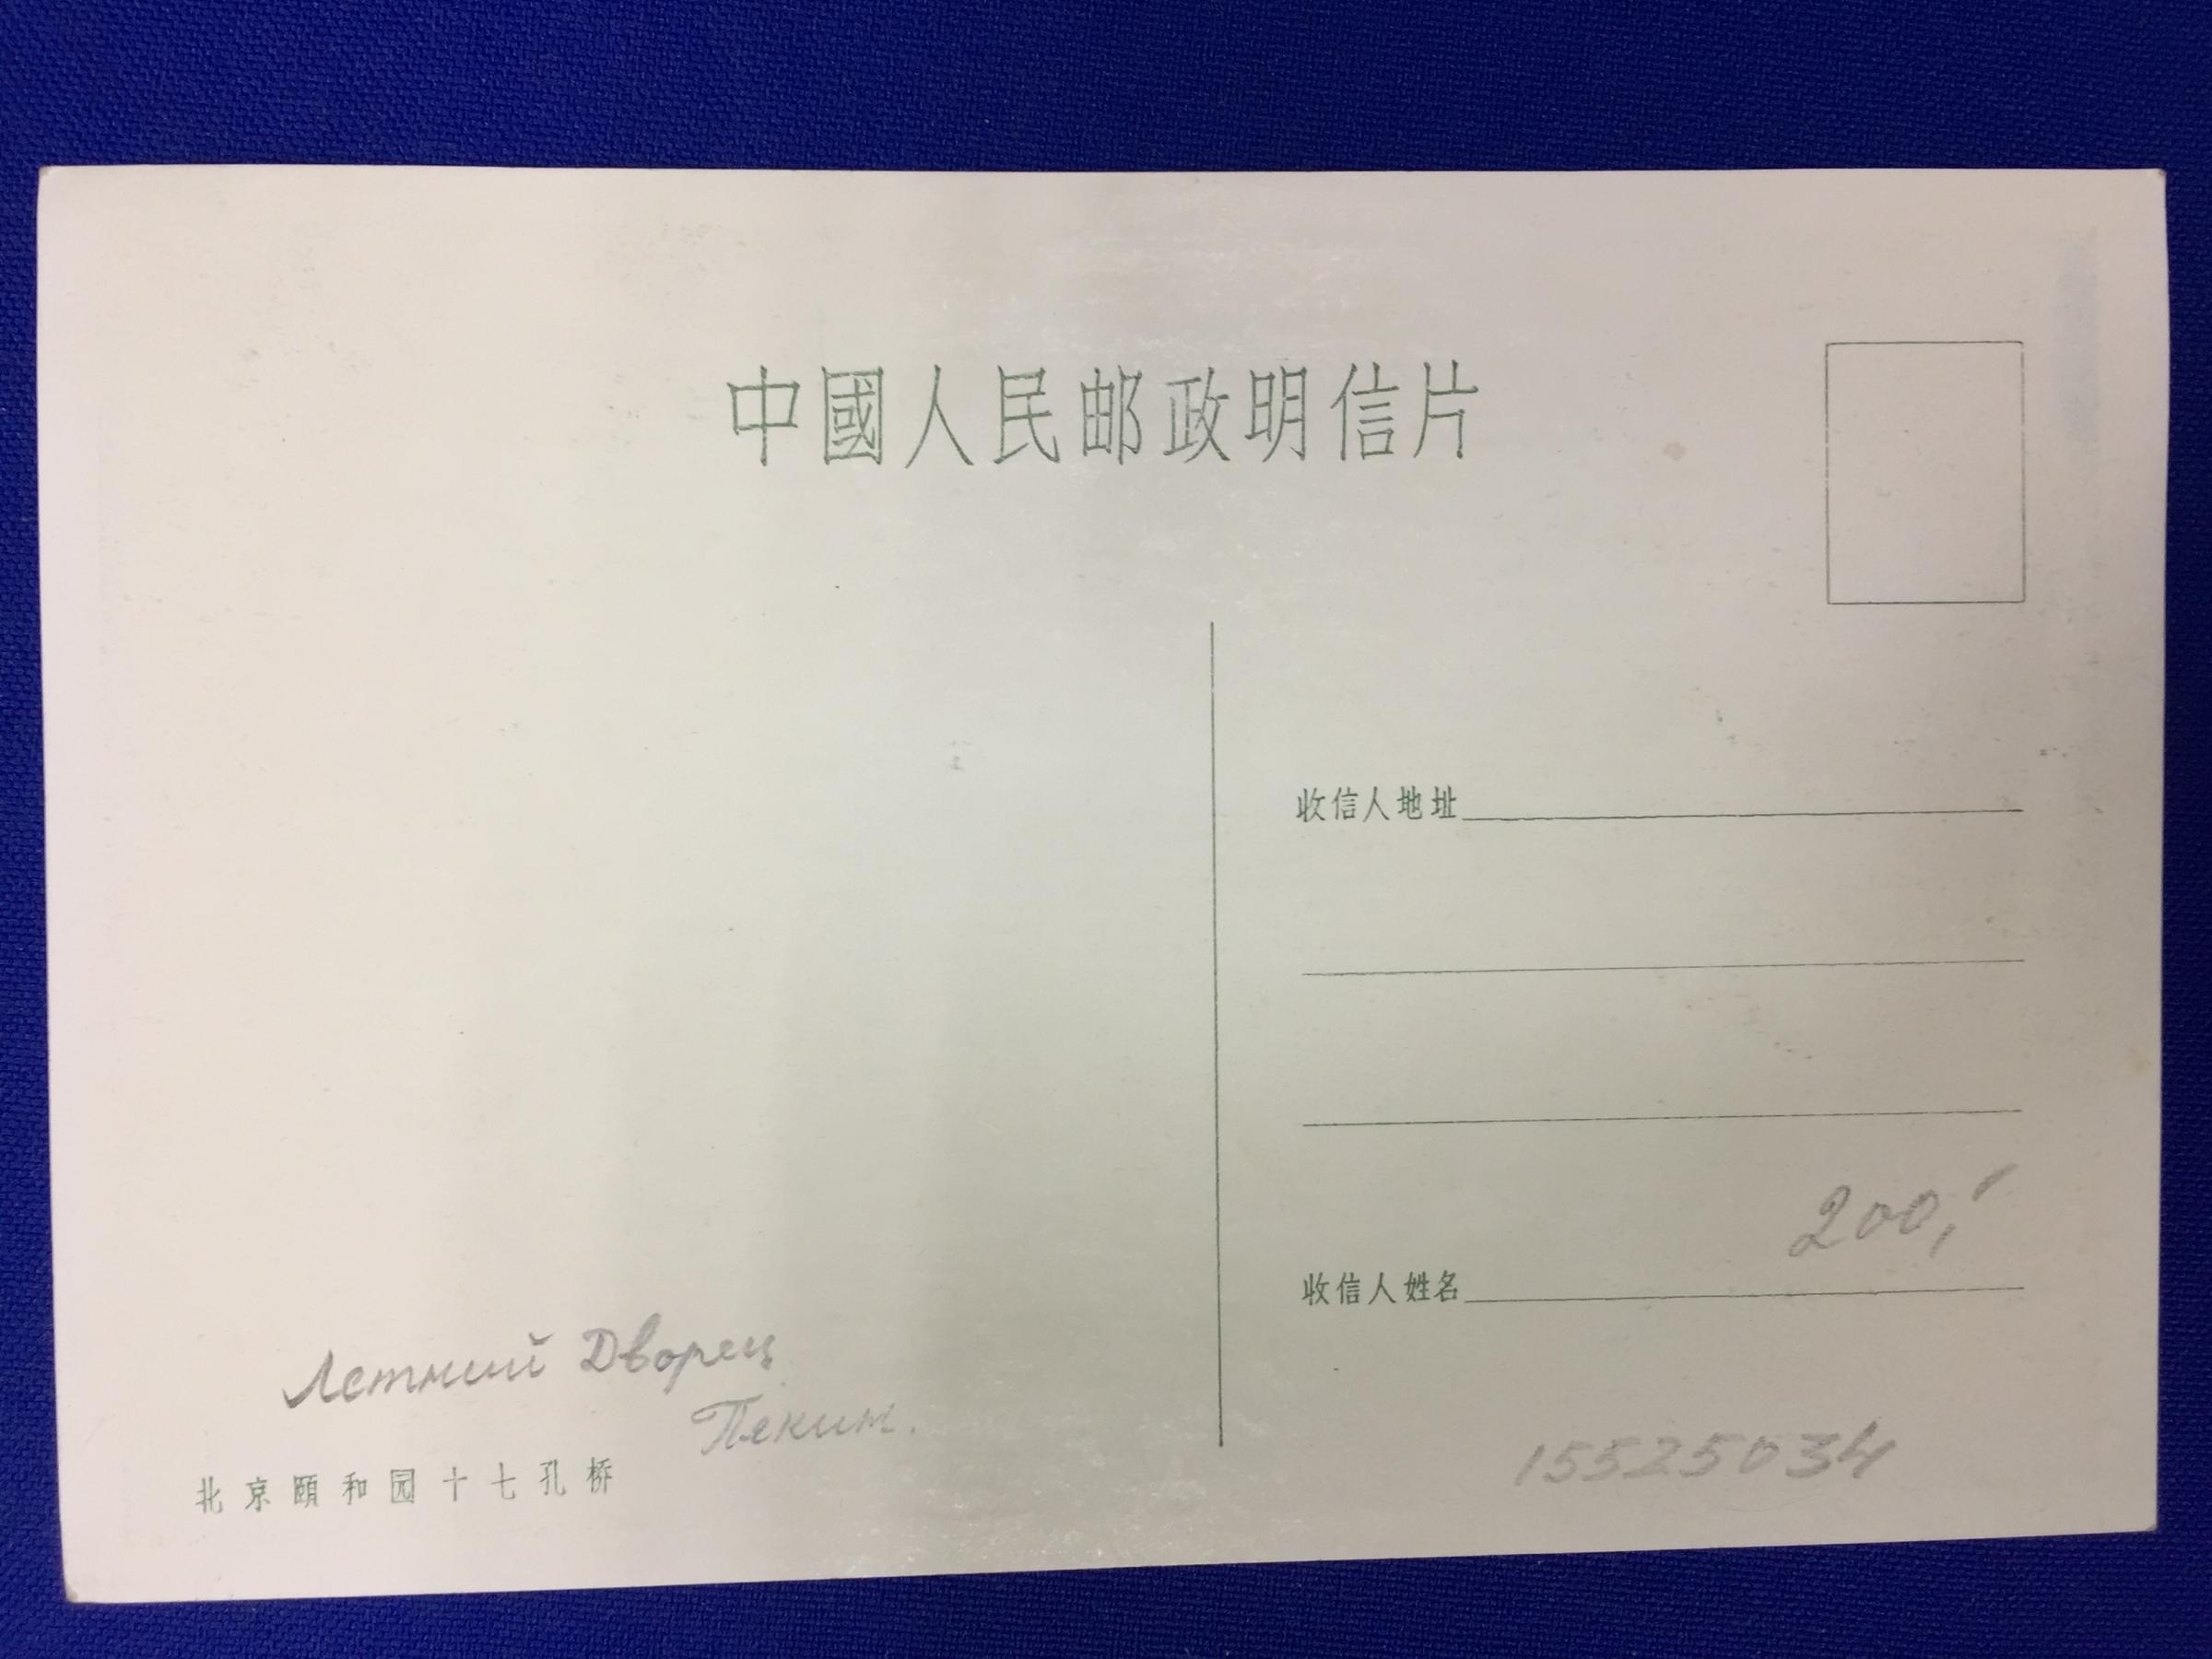 中國人民邮政明信片
收信人地址
200,-
收信人姓名
Летний Дворец
Пекин.
北京頤和园十七孔桥
15525034